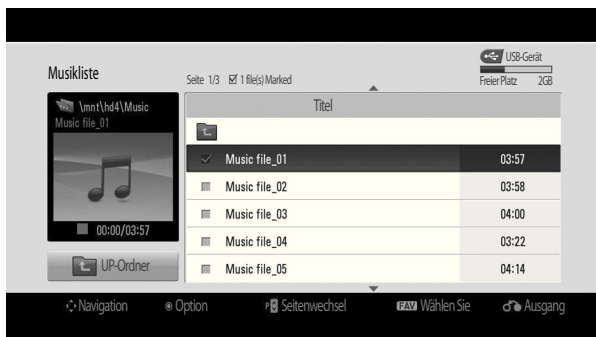 USB-Gerät
Musikliste
Seite 1/3 1 file(s) Marked
Freier Platz 2GB
\mnt\hd4\Music
Music file_01
00:00/03:57
UP-Ordner
Titel
Music file_01 03:57
Music file_02 03:58
Music file_03 04:00
Music file_04 03:22
Music file_05 04:14
Navigation Option P Seitenwechsel FAV Wählen Sie Ausgang